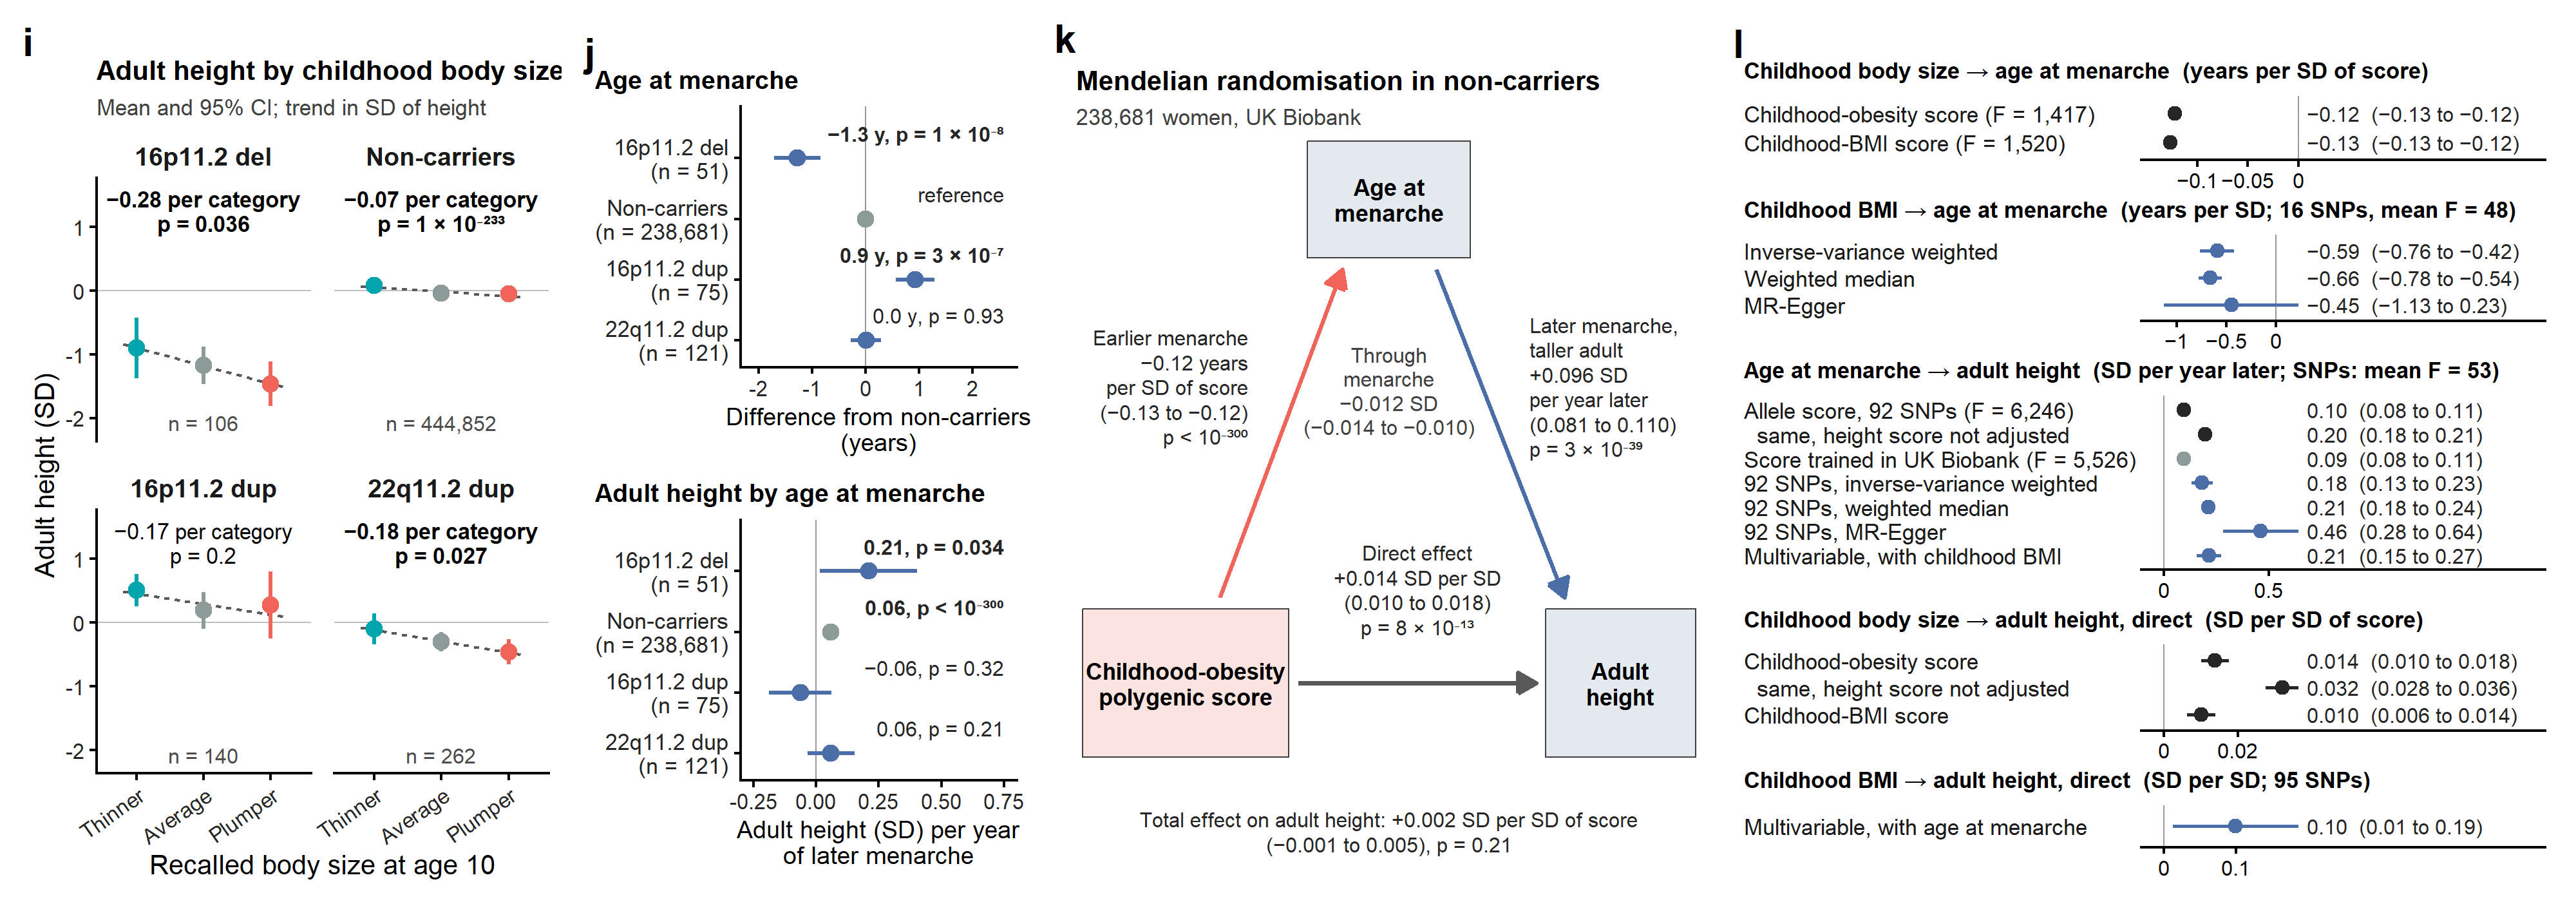 i
Adult height by childhood body size
Mean and 95% CI; trend in SD of height
16p11.2 del
−0.28 per category
p = 0.036
n = 106
Non-carriers
−0.07 per category
p = 1 × 10⁻²³³
n = 444,852
16p11.2 dup
−0.17 per category
p = 0.2
n = 140
22q11.2 dup
−0.18 per category
p = 0.027
n = 262
Adult height (SD)
1
0
-1
-2
1
0
-1
-2
Thinner
Average
Plumper
Thinner
Average
Plumper
Recalled body size at age 10
j
Age at menarche
16p11.2 del
(n = 51)
−1.3 y, p = 1 × 10⁻⁸
Non-carriers
(n = 238,681)
reference
16p11.2 dup
(n = 75)
0.9 y, p = 3 × 10⁻⁷
22q11.2 dup
(n = 121)
0.0 y, p = 0.93
-2 -1 0 1 2
Difference from non-carriers
(years)
Adult height by age at menarche
16p11.2 del
(n = 51)
0.21, p = 0.034
Non-carriers
(n = 238,681)
0.06, p < 10⁻³⁰⁰
16p11.2 dup
(n = 75)
−0.06, p = 0.32
22q11.2 dup
(n = 121)
0.06, p = 0.21
-0.25 0.00 0.25 0.50 0.75
Adult height (SD) per year
of later menarche
k
Mendelian randomisation in non-carriers
238,681 women, UK Biobank
Age at
menarche
Earlier menarche
−0.12 years
per SD of score
(−0.13 to −0.12)
p < 10⁻³⁰⁰
Through
menarche
−0.012 SD
(−0.014 to −0.010)
Later menarche,
taller adult
+0.096 SD
per year later
(0.081 to 0.110)
p = 3 × 10⁻³⁹
Direct effect
+0.014 SD per SD
(0.010 to 0.018)
p = 8 × 10⁻¹³
Childhood-obesity
polygenic score
Adult
height
Total effect on adult height: +0.002 SD per SD of score
(−0.001 to 0.005), p = 0.21
l
Childhood body size → age at menarche (years per SD of score)
Childhood-obesity score (F = 1,417) −0.12 (−0.13 to −0.12)
Childhood-BMI score (F = 1,520) −0.13 (−0.13 to −0.12)
−0.1 −0.05 0
Childhood BMI → age at menarche (years per SD; 16 SNPs, mean F = 48)
Inverse-variance weighted −0.59 (−0.76 to −0.42)
Weighted median −0.66 (−0.78 to −0.54)
MR-Egger −0.45 (−1.13 to 0.23)
−1 −0.5 0
Age at menarche → adult height (SD per year later; SNPs: mean F = 53)
Allele score, 92 SNPs (F = 6,246) 0.10 (0.08 to 0.11)
same, height score not adjusted 0.20 (0.18 to 0.21)
Score trained in UK Biobank (F = 5,526) 0.09 (0.08 to 0.11)
92 SNPs, inverse-variance weighted 0.18 (0.13 to 0.23)
92 SNPs, weighted median 0.21 (0.18 to 0.24)
92 SNPs, MR-Egger 0.46 (0.28 to 0.64)
Multivariable, with childhood BMI 0.21 (0.15 to 0.27)
0 0.5
Childhood body size → adult height, direct (SD per SD of score)
Childhood-obesity score 0.014 (0.010 to 0.018)
same, height score not adjusted 0.032 (0.028 to 0.036)
Childhood-BMI score 0.010 (0.006 to 0.014)
0 0.02
Childhood BMI → adult height, direct (SD per SD; 95 SNPs)
Multivariable, with age at menarche 0.10 (0.01 to 0.19)
0 0.1